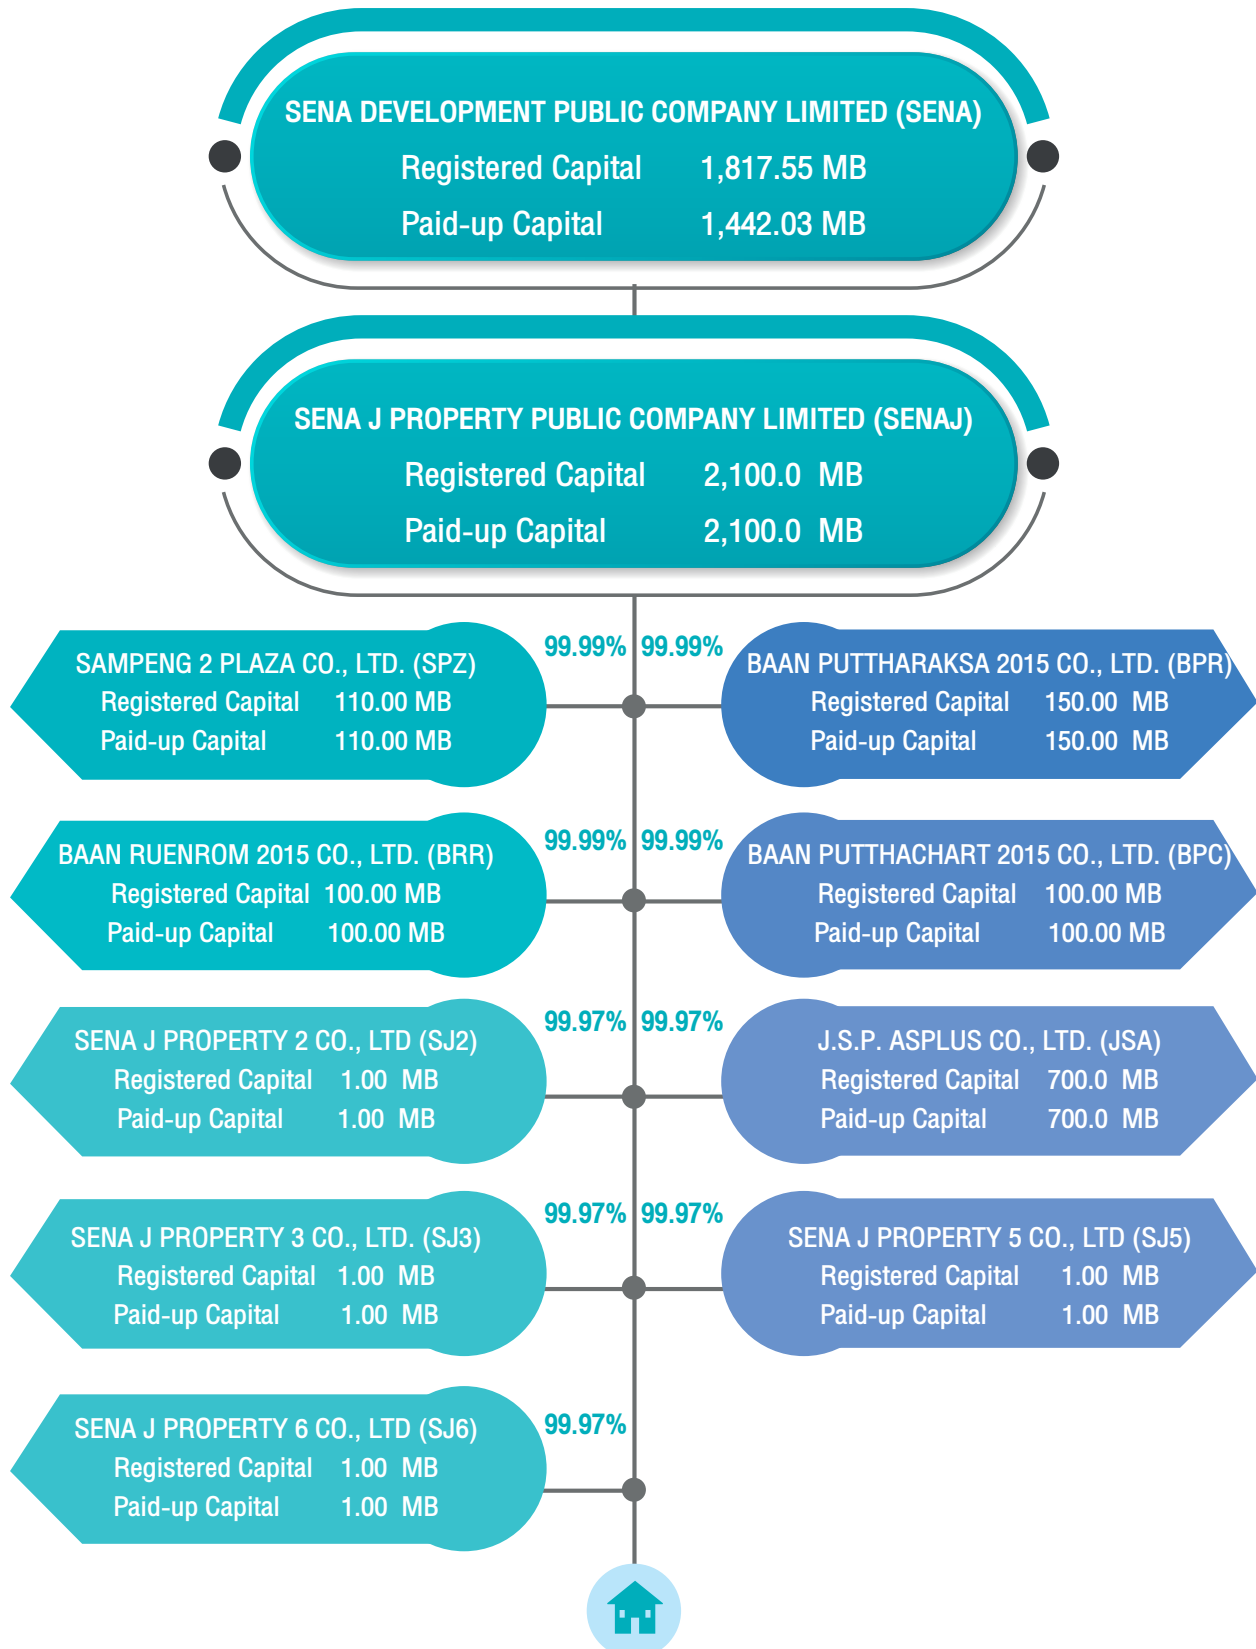 SENA DEVELOPMENT PUBLIC COMPANY LIMITED (SENA)
Registered Capital 1,817.55 MB
Paid-up Capital 1,442.03 MB
SENA J PROPERTY PUBLIC COMPANY LIMITED (SENAJ)
Registered Capital 2,100.0 MB
Paid-up Capital 2,100.0 MB
99.99% 99.99%
SAMPENG 2 PLAZA CO., LTD. (SPZ)
Registered Capital 110.00 MB
Paid-up Capital 110.00 MB
BAAN PUTTHARAKSA 2015 CO., LTD. (BPR)
Registered Capital 150.00 MB
Paid-up Capital 150.00 MB
99.99% 99.99%
BAAN RUENROM 2015 CO., LTD. (BRR)
Registered Capital 100.00 MB
Paid-up Capital 100.00 MB
BAAN PUTTHACHART 2015 CO., LTD. (BPC)
Registered Capital 100.00 MB
Paid-up Capital 100.00 MB
99.97% 99.97%
SENA J PROPERTY 2 CO., LTD (SJ2)
Registered Capital 1.00 MB
Paid-up Capital 1.00 MB
J.S.P. ASPLUS CO., LTD. (JSA)
Registered Capital 700.0 MB
Paid-up Capital 700.0 MB
99.97% 99.97%
SENA J PROPERTY 3 CO., LTD. (SJ3)
Registered Capital 1.00 MB
Paid-up Capital 1.00 MB
SENA J PROPERTY 5 CO., LTD (SJ5)
Registered Capital 1.00 MB
Paid-up Capital 1.00 MB
99.97%
SENA J PROPERTY 6 CO., LTD (SJ6)
Registered Capital 1.00 MB
Paid-up Capital 1.00 MB